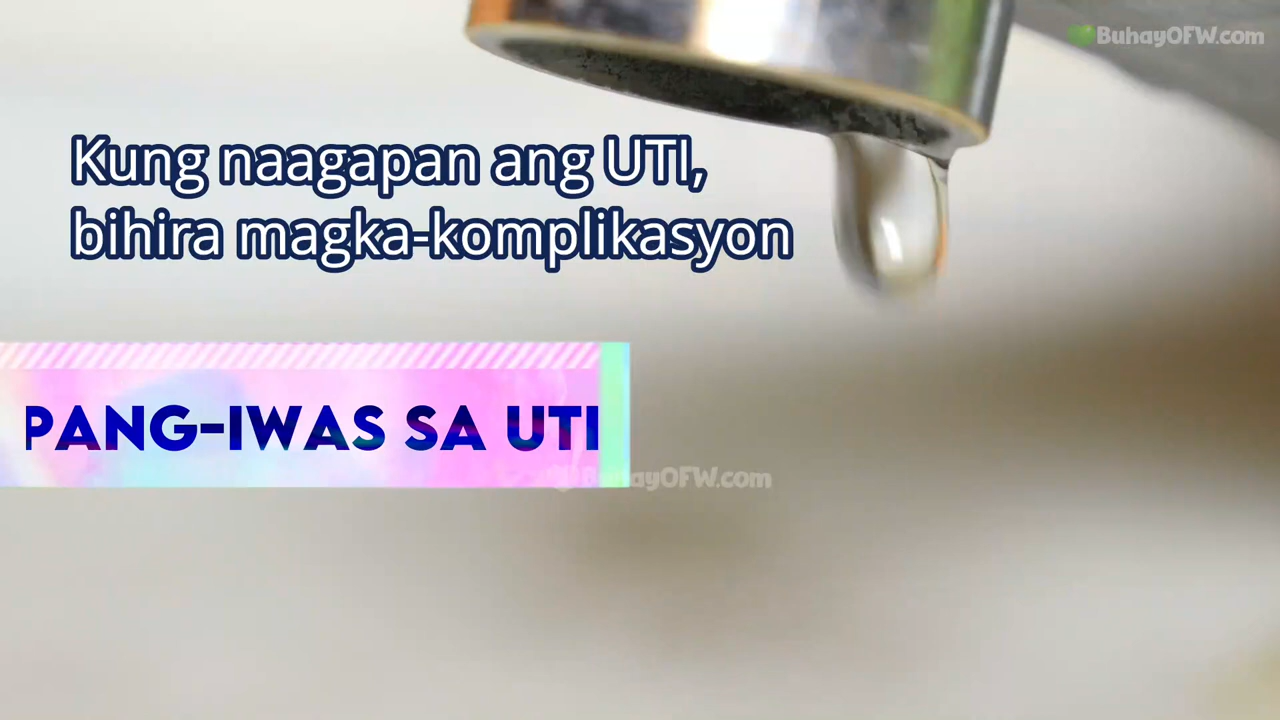 BuhayOFW.com
Kung naagapan ang UTI,
bihira magka-komplikasyon
PANG-IWAS SA UTI
BuhayOFW.com